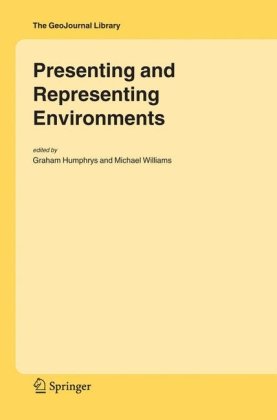 The GeoJournal Library
Presenting and
Representing
Environments
edited by
Graham Humphrys and Michael Williams
Springer